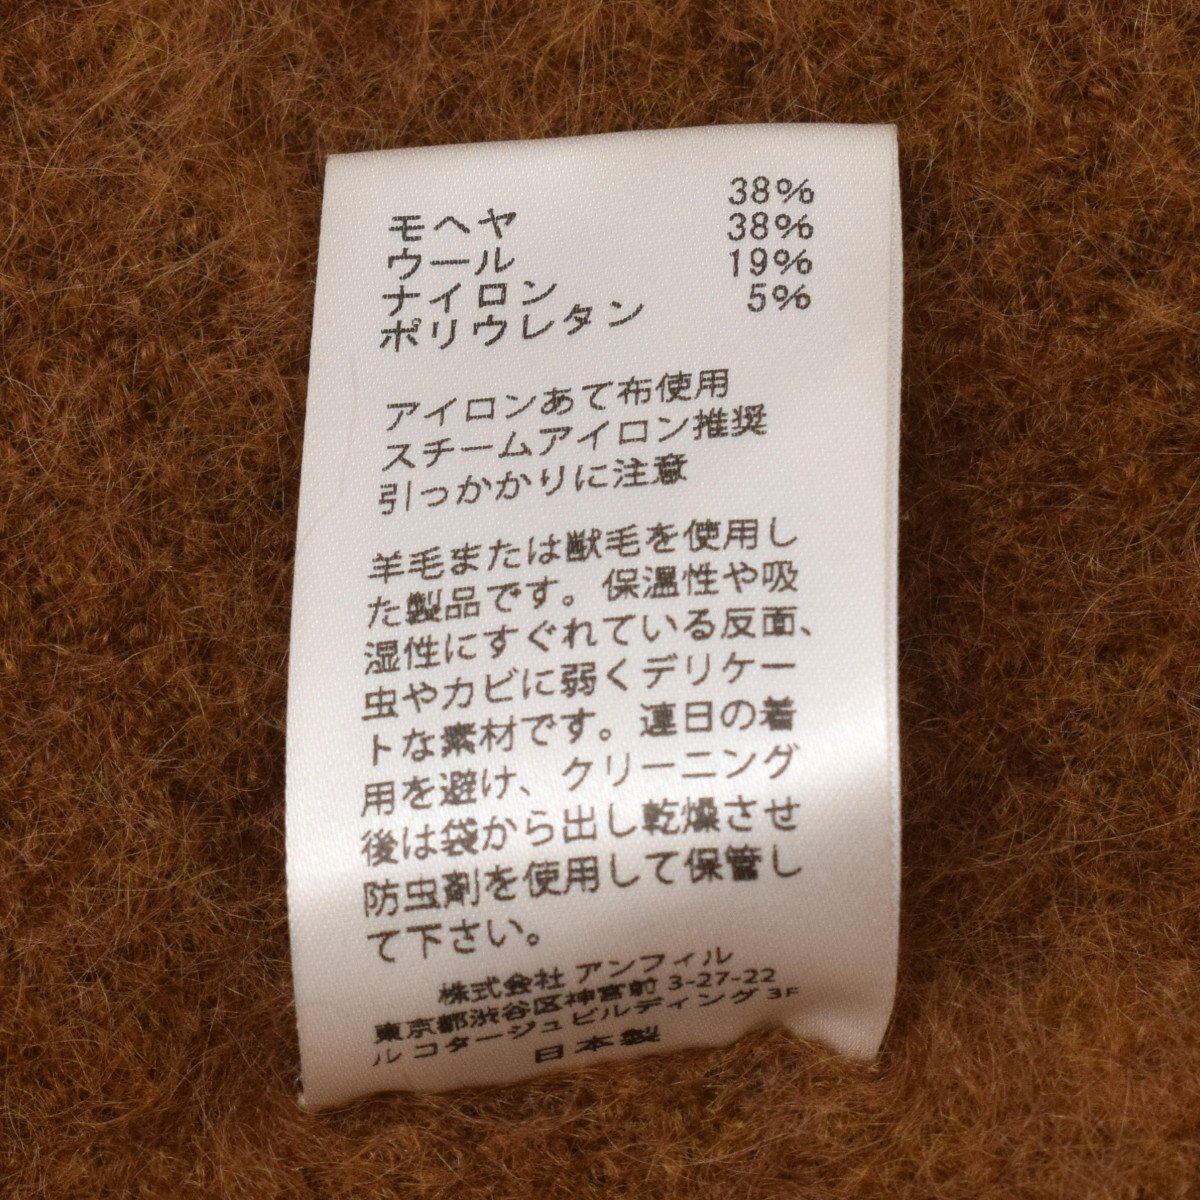 モヘヤ 38%
ウール 38%
ナイロン 19%
ポリウレタン 5%
アイロンあて布使用
スチームアイロン推奨
引っかかりに注意
羊毛または獣毛を使用し
た製品です。保温性や吸
湿性にすぐれている反面、
虫やカビに弱くデリケー
トな素材です。連日の着
用を避け、クリーニング
後は袋から出し乾燥させ
防虫剤を使用して保管し
て下さい。
株式会社 アンフィル
東京都渋谷区神宮前 3-27-22
ル コタージュビルディング 3F
日本製